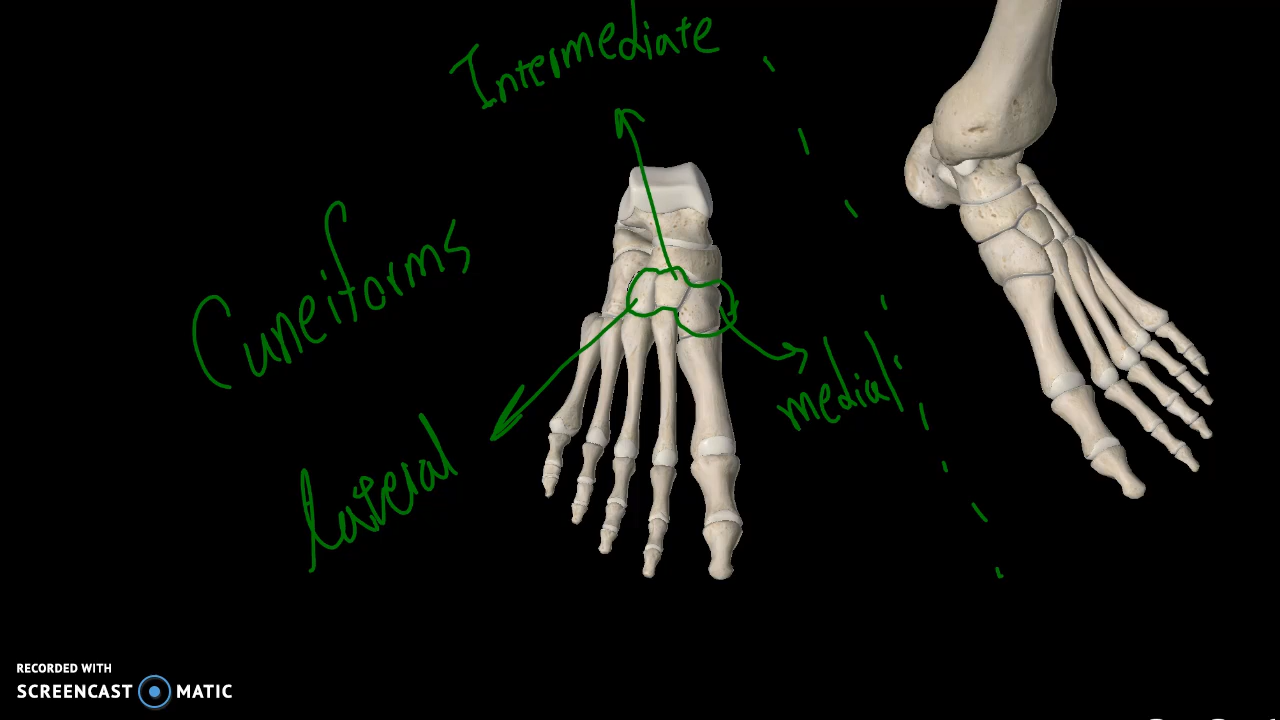 Intermediate
Cuneiforms
medial
lateral
RECORDED WITH
SCREENCAST MATIC